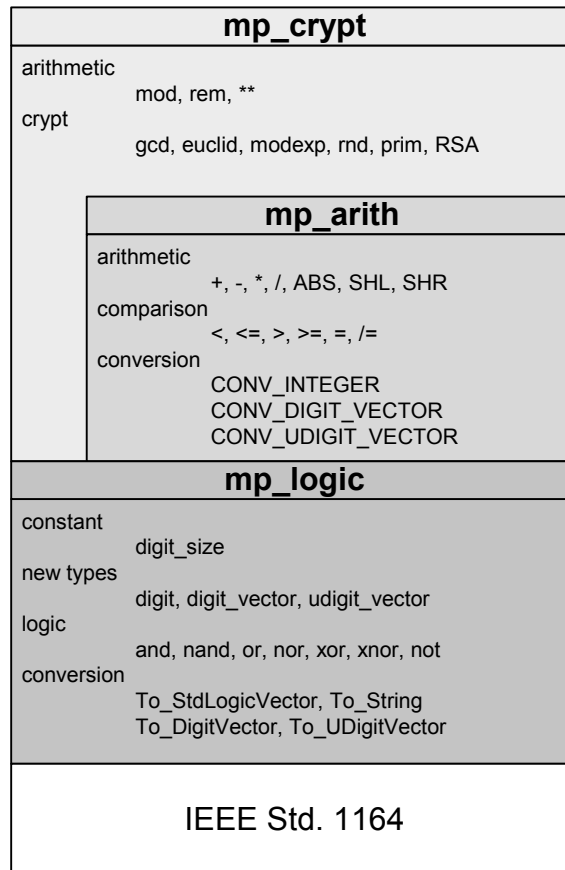 mp_crypt
arithmetic
mod, rem, **
crypt
gcd, euclid, modexp, rnd, prim, RSA
mp_arith
arithmetic
+, -, *, /, ABS, SHL, SHR
comparison
<, <=, >, >=, =, /=
conversion
CONV_INTEGER
CONV_DIGIT_VECTOR
CONV_UDIGIT_VECTOR
mp_logic
constant
digit_size
new types
digit, digit_vector, udigit_vector
logic
and, nand, or, nor, xor, xnor, not
conversion
To_StdLogicVector, To_String
To_DigitVector, To_UDigitVector
IEEE Std. 1164